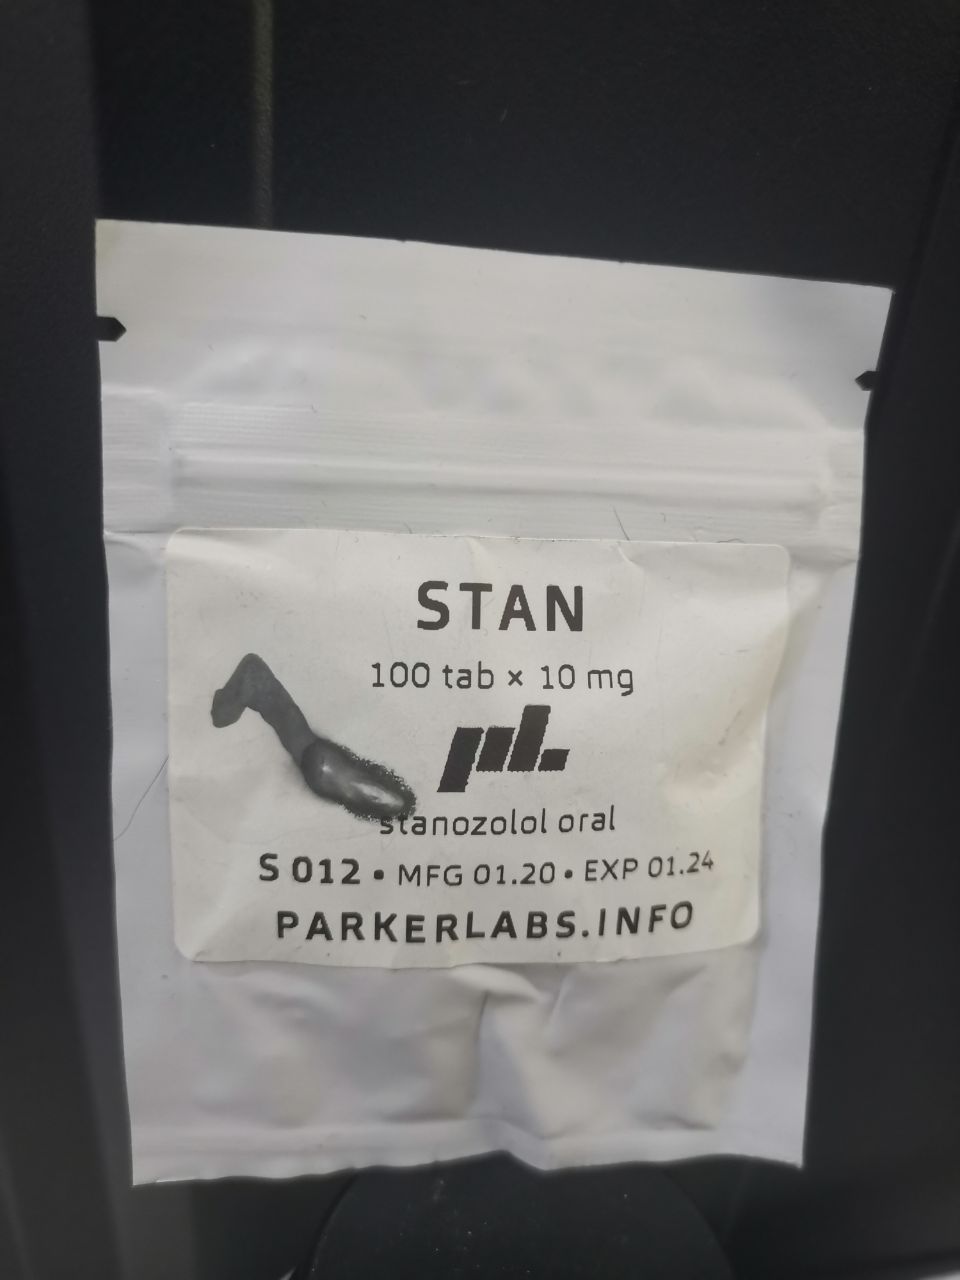 STAN
100 tab × 10 mg
pl.
stanozolol oral
S 012 • MFG 01.20 • EXP 01.24
PARKERLABS.INFO